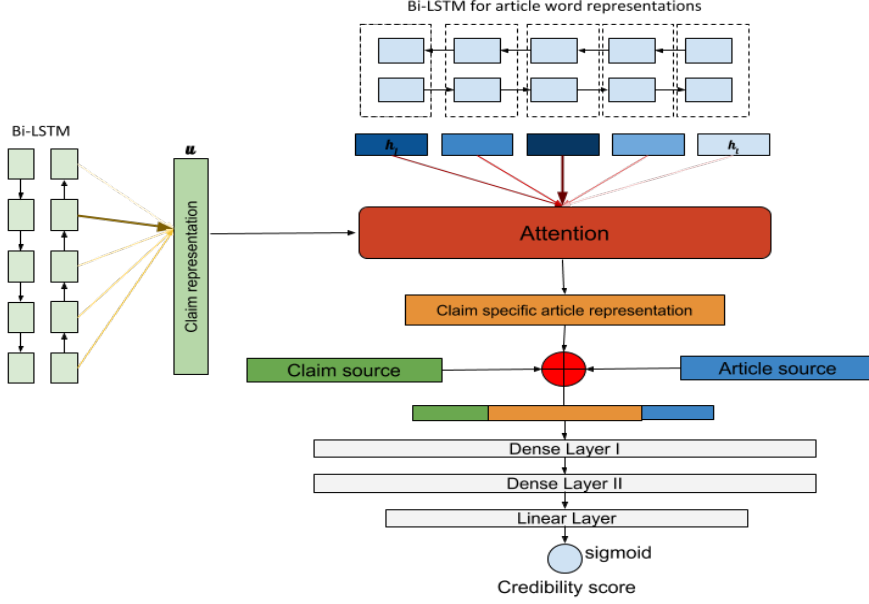 Bi-LSTM for article word representations
Bi-LSTM
u
h_l
h_t
Claim representation
Attention
Claim specific article representation
Claim source
Article source
Dense Layer I
Dense Layer II
Linear Layer
sigmoid
Credibility score